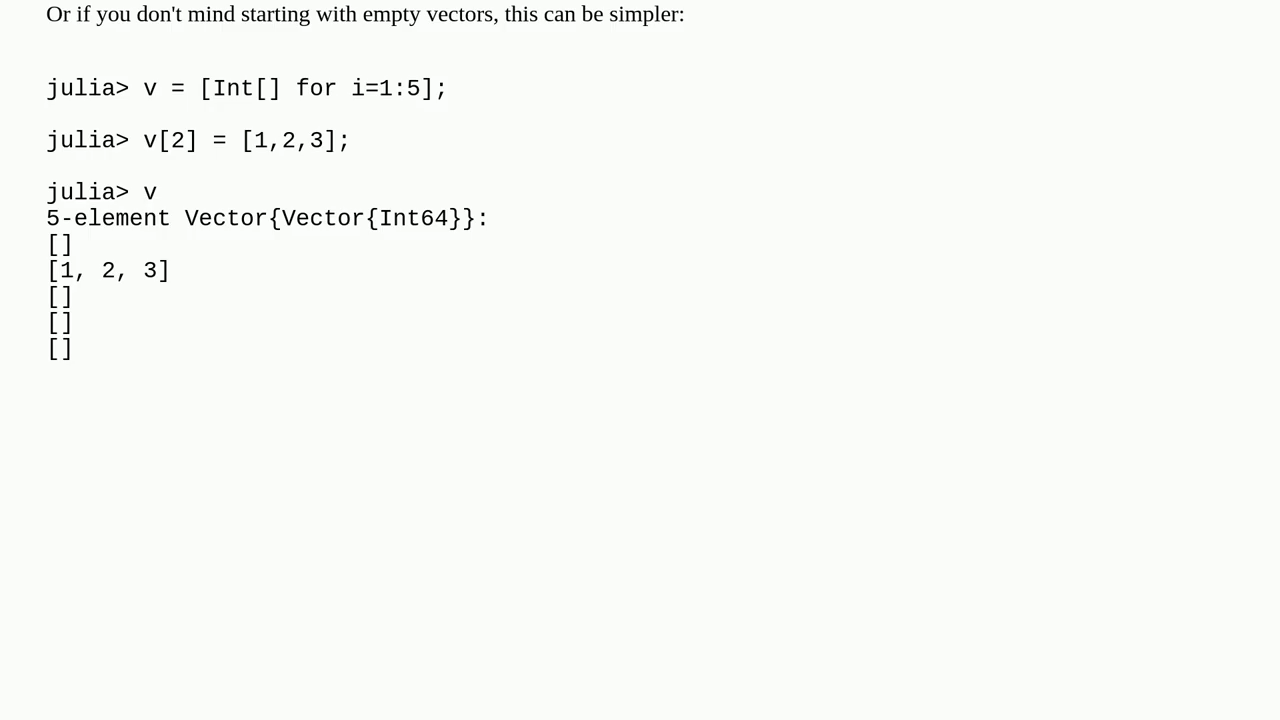 Or if you don't mind starting with empty vectors, this can be simpler:
julia> v = [Int[] for i=1:5];
julia> v[2] = [1,2,3];
julia> v
5-element Vector{Vector{Int64}}:
[]
[1, 2, 3]
[]
[]
[]